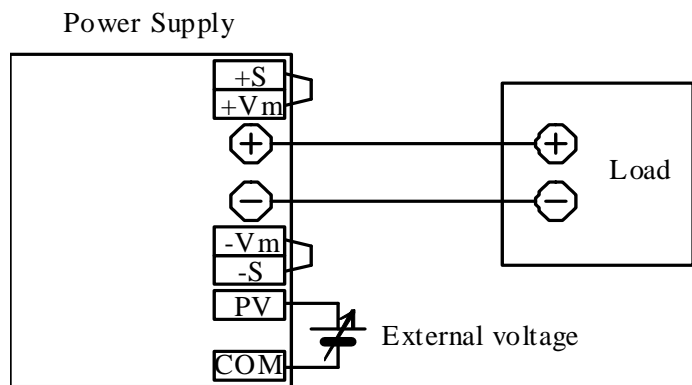 Power Supply
+S
+Vm
+
+
Load
-
-
-Vm
-S
PV
External voltage
COM